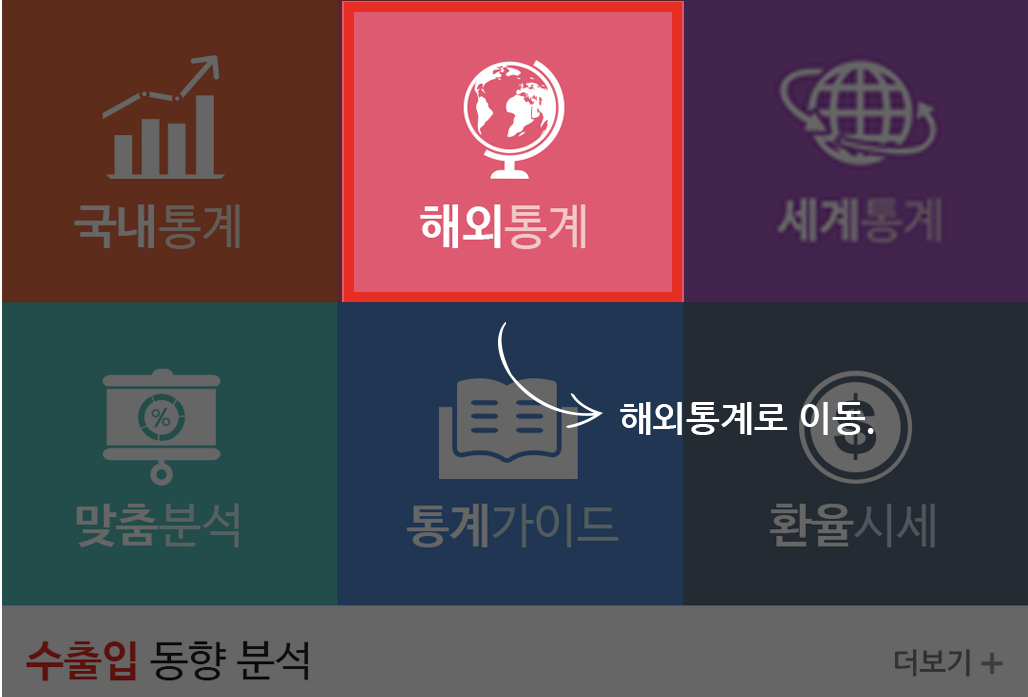 국내통계
해외통계
세계통계
%
$
해외통계로 이동.
맞춤분석
통계가이드
환율시세
수출입 동향 분석
더보기 +